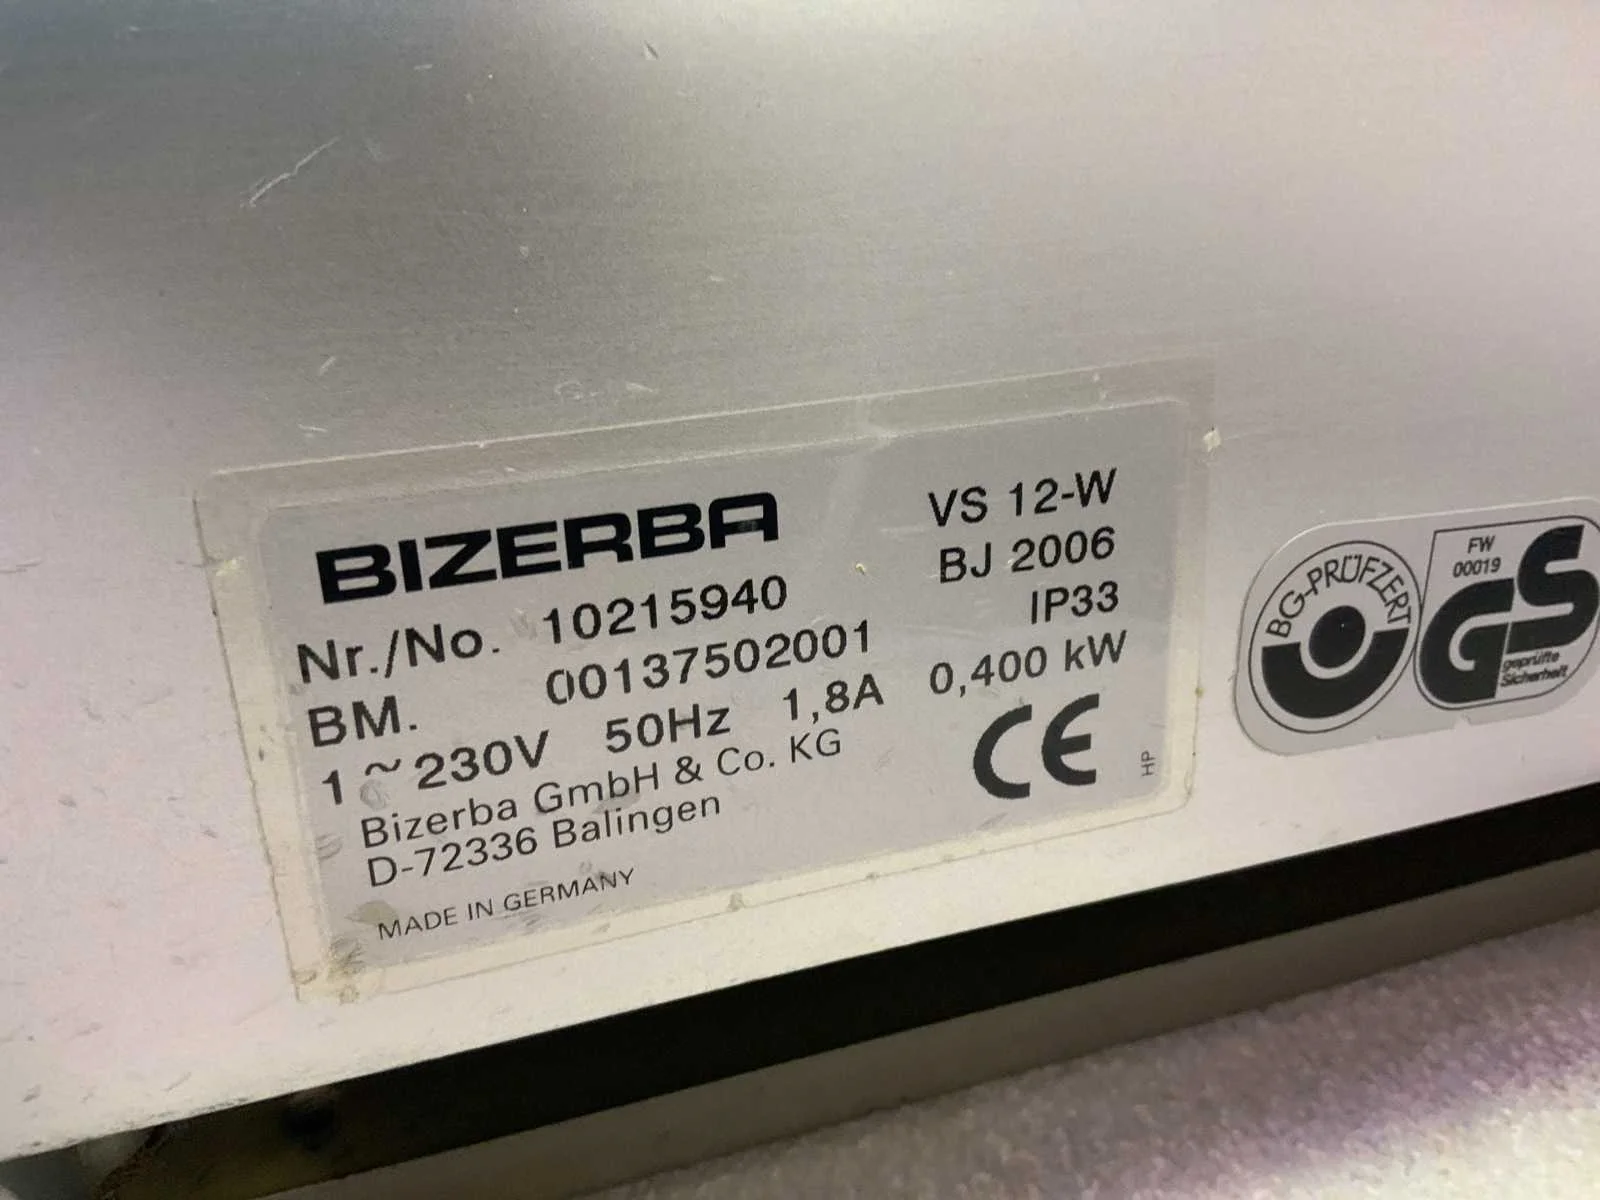 BIZERBA
VS 12-W
Nr./No. 10215940
BJ 2006
BM. 00137502001
IP33
1 ~ 230V 50Hz 1,8A 0,400 kW
Bizerba GmbH & Co. KG
D-72336 Balingen
CE
HP
MADE IN GERMANY
BG-PRÜFZERT
FW
00019
GS
geprüfte
Sicherheit